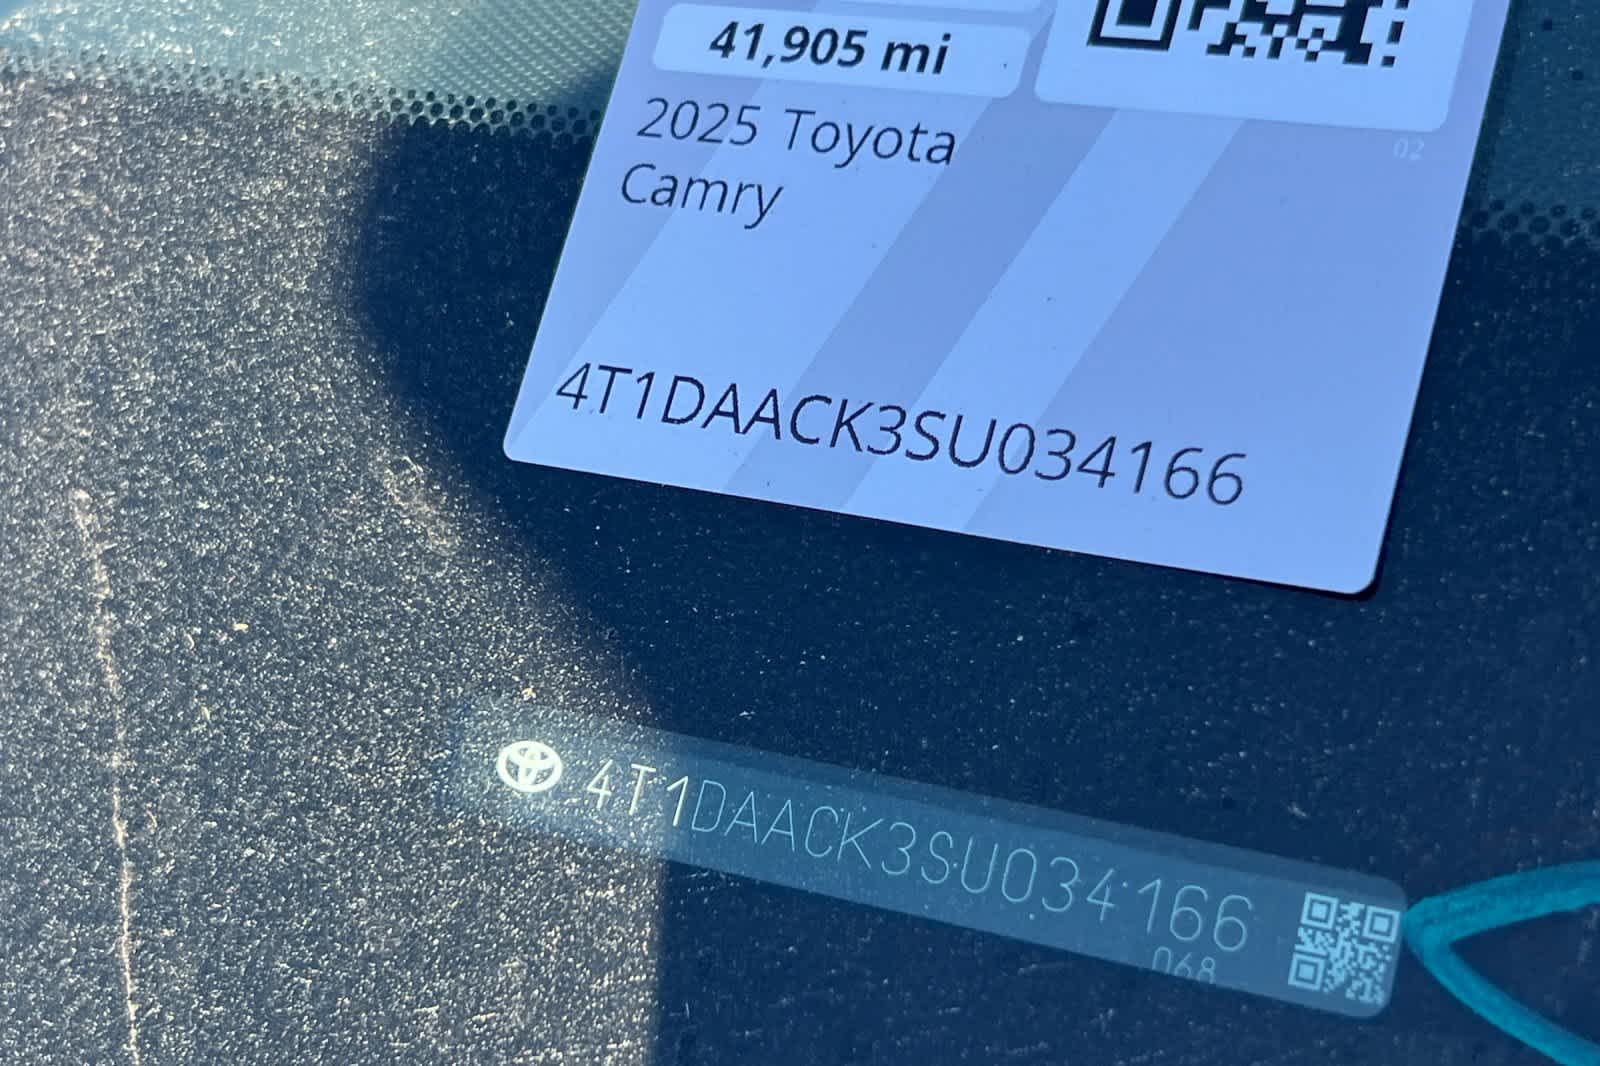 41,905 mi
2025 Toyota
Camry
02
4T1DAACK3SU034166
4T1DAACK3SU034166
068